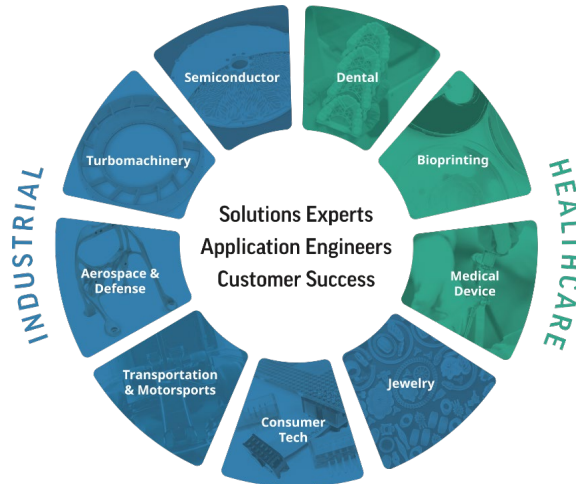 Semiconductor
Dental
Turbomachinery
Bioprinting
INDUSTRIAL
HEALTHCARE
Solutions Experts
Application Engineers
Customer Success
Aerospace &
Defense
Medical
Device
Transportation
& Motorsports
Jewelry
Consumer
Tech